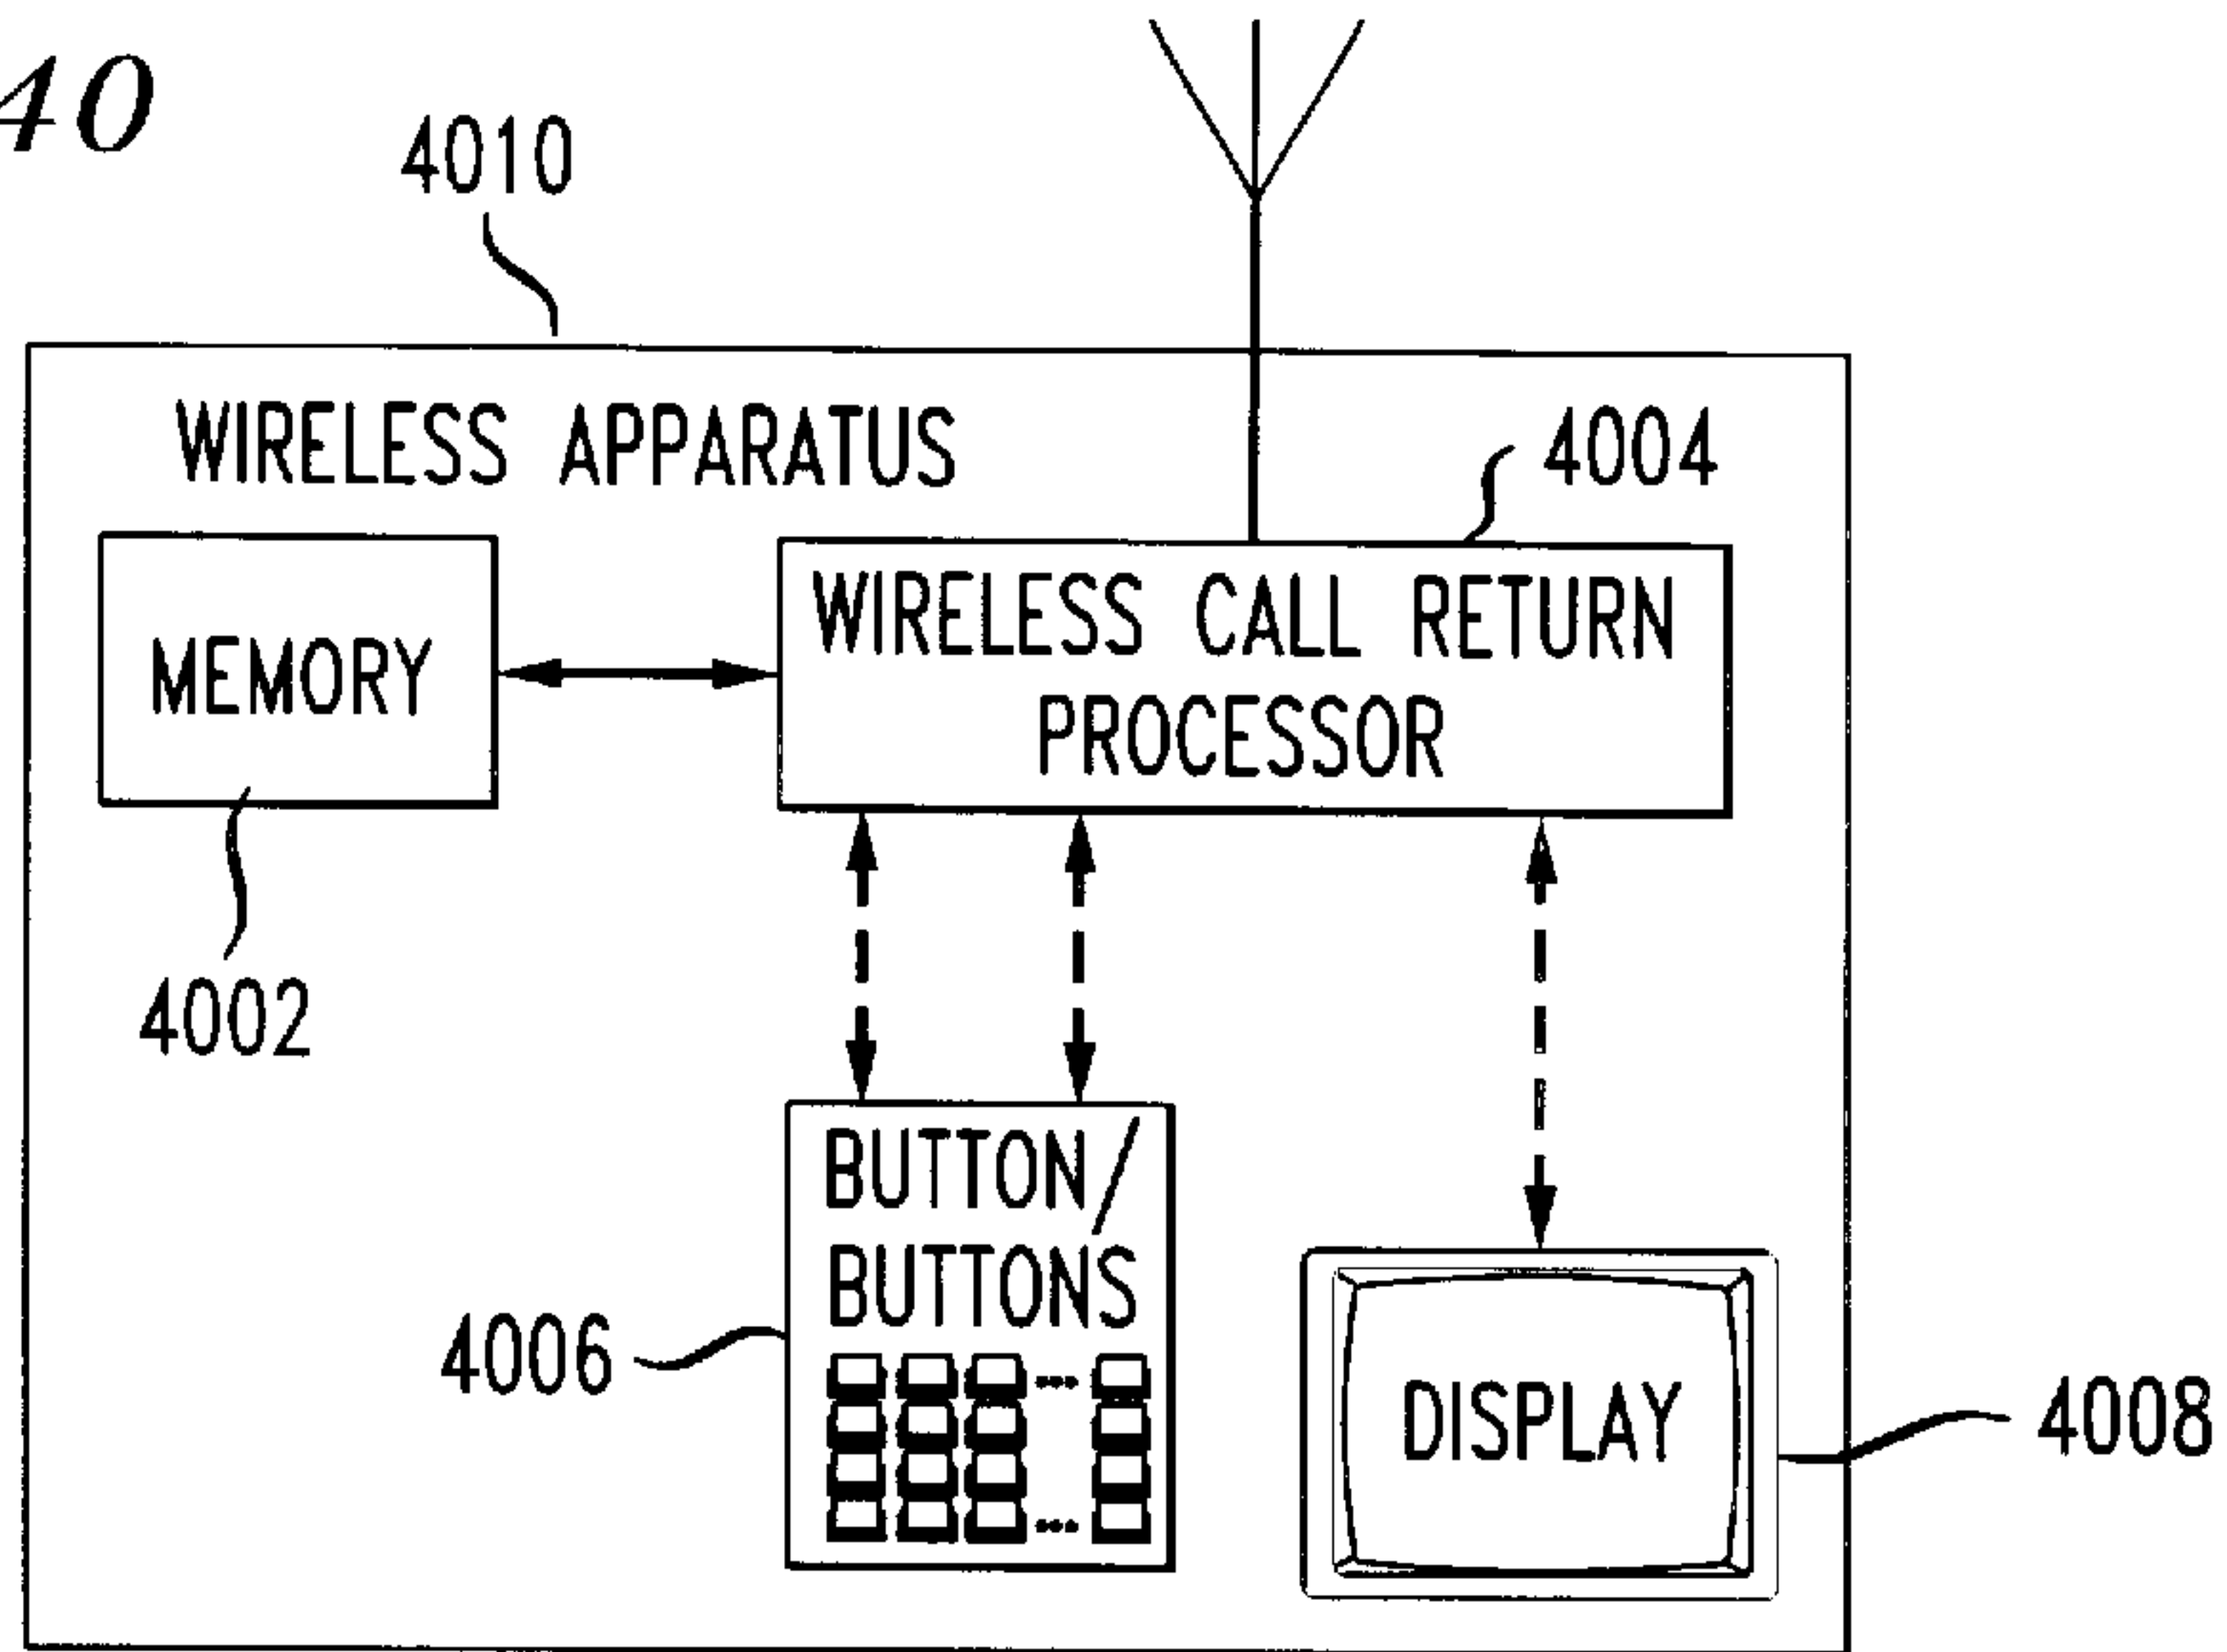 40
4010
WIRELESS APPARATUS
4004
MEMORY
WIRELESS CALL RETURN
PROCESSOR
4002
BUTTON/
BUTTONS
4006
DISPLAY
4008